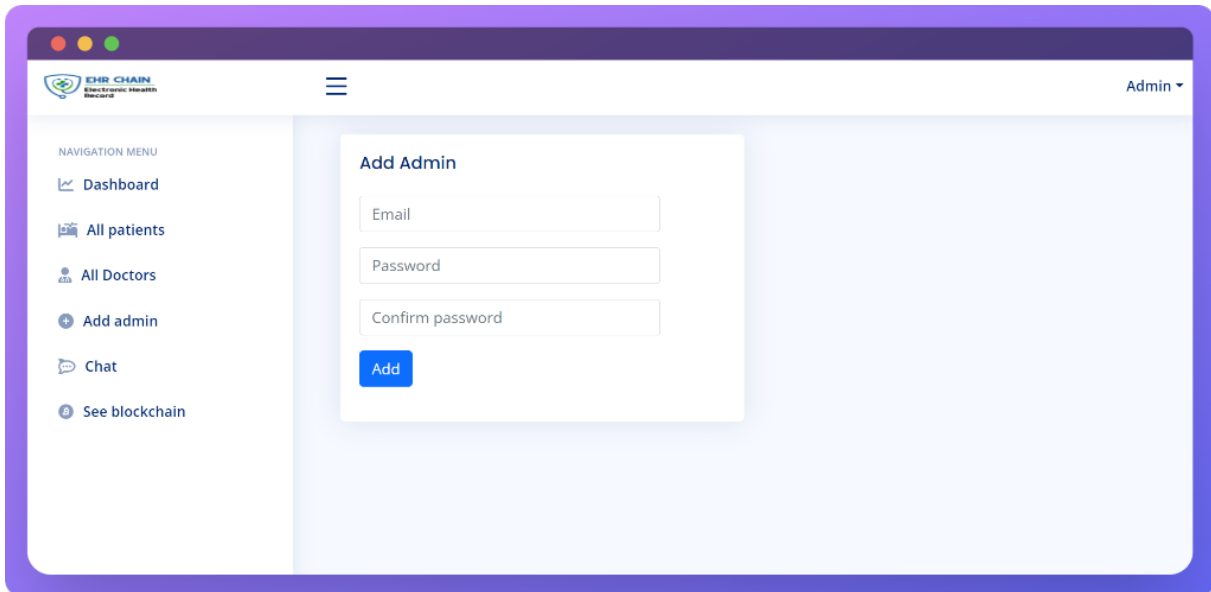 EHR CHAIN
Electronic Health
Record
Admin
NAVIGATION MENU
Dashboard
All patients
All Doctors
Add admin
Chat
See blockchain
Add Admin
Email
Password
Confirm password
Add